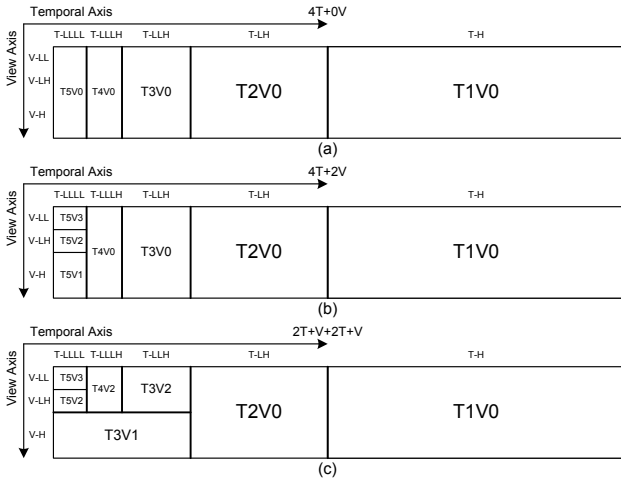 Temporal Axis 4T+0V
View Axis
T-LLLL T-LLLH T-LLH T-LH T-H
V-LL
V-LH
V-H
T5V0 T4V0 T3V0 T2V0 T1V0
(a)
Temporal Axis 4T+2V
View Axis
T-LLLL T-LLLH T-LLH T-LH T-H
V-LL T5V3
V-LH T5V2 T4V0 T3V0 T2V0 T1V0
V-H T5V1
(b)
Temporal Axis 2T+V+2T+V
View Axis
T-LLLL T-LLLH T-LLH T-LH T-H
V-LL T5V3 T4V2 T3V2
V-LH T5V2 T2V0 T1V0
V-H T3V1
(c)